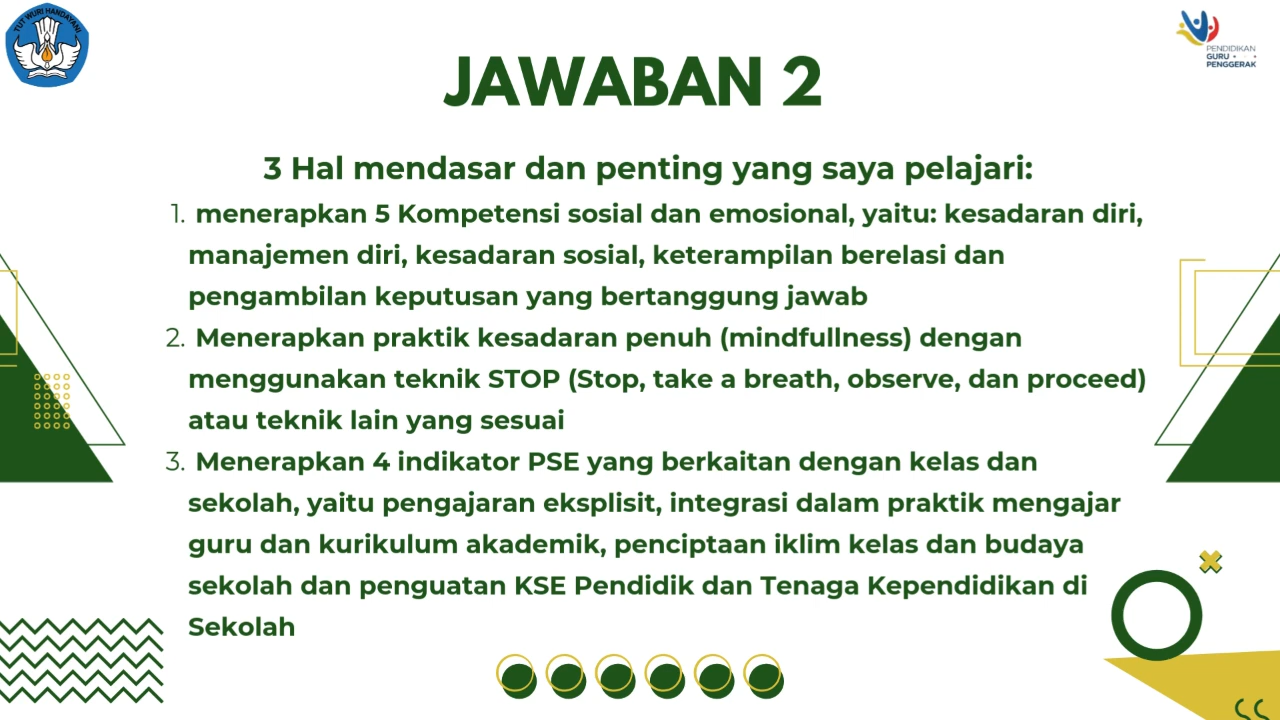 TUT WURI HANDAYANI
PENDIDIKAN
GURU
PENGGERAK
JAWABAN 2
3 Hal mendasar dan penting yang saya pelajari:
1. menerapkan 5 Kompetensi sosial dan emosional, yaitu: kesadaran diri,
manajemen diri, kesadaran sosial, keterampilan berelasi dan
pengambilan keputusan yang bertanggung jawab
2. Menerapkan praktik kesadaran penuh (mindfullness) dengan
menggunakan teknik STOP (Stop, take a breath, observe, dan proceed)
atau teknik lain yang sesuai
3. Menerapkan 4 indikator PSE yang berkaitan dengan kelas dan
sekolah, yaitu pengajaran eksplisit, integrasi dalam praktik mengajar
guru dan kurikulum akademik, penciptaan iklim kelas dan budaya
sekolah dan penguatan KSE Pendidik dan Tenaga Kependidikan di
Sekolah